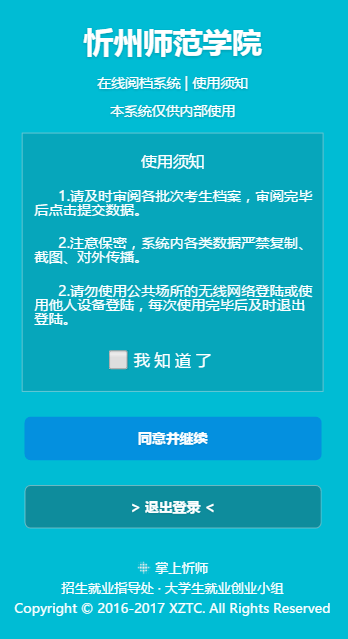 忻州师范学院
在线阅档系统 | 使用须知
本系统仅供内部使用
使用须知
1.请及时审阅各批次考生档案，审阅完毕
后点击提交数据。
2.注意保密，系统内各类数据严禁复制、
截图、对外传播。
2.请勿使用公共场所的无线网络登陆或使
用他人设备登陆，每次使用完毕后及时退出
登陆。
我 知 道 了
同意并继续
> 退出登录 <
掌上忻师
招生就业指导处 · 大学生就业创业小组
Copyright © 2016-2017 XZTC. All Rights Reserved